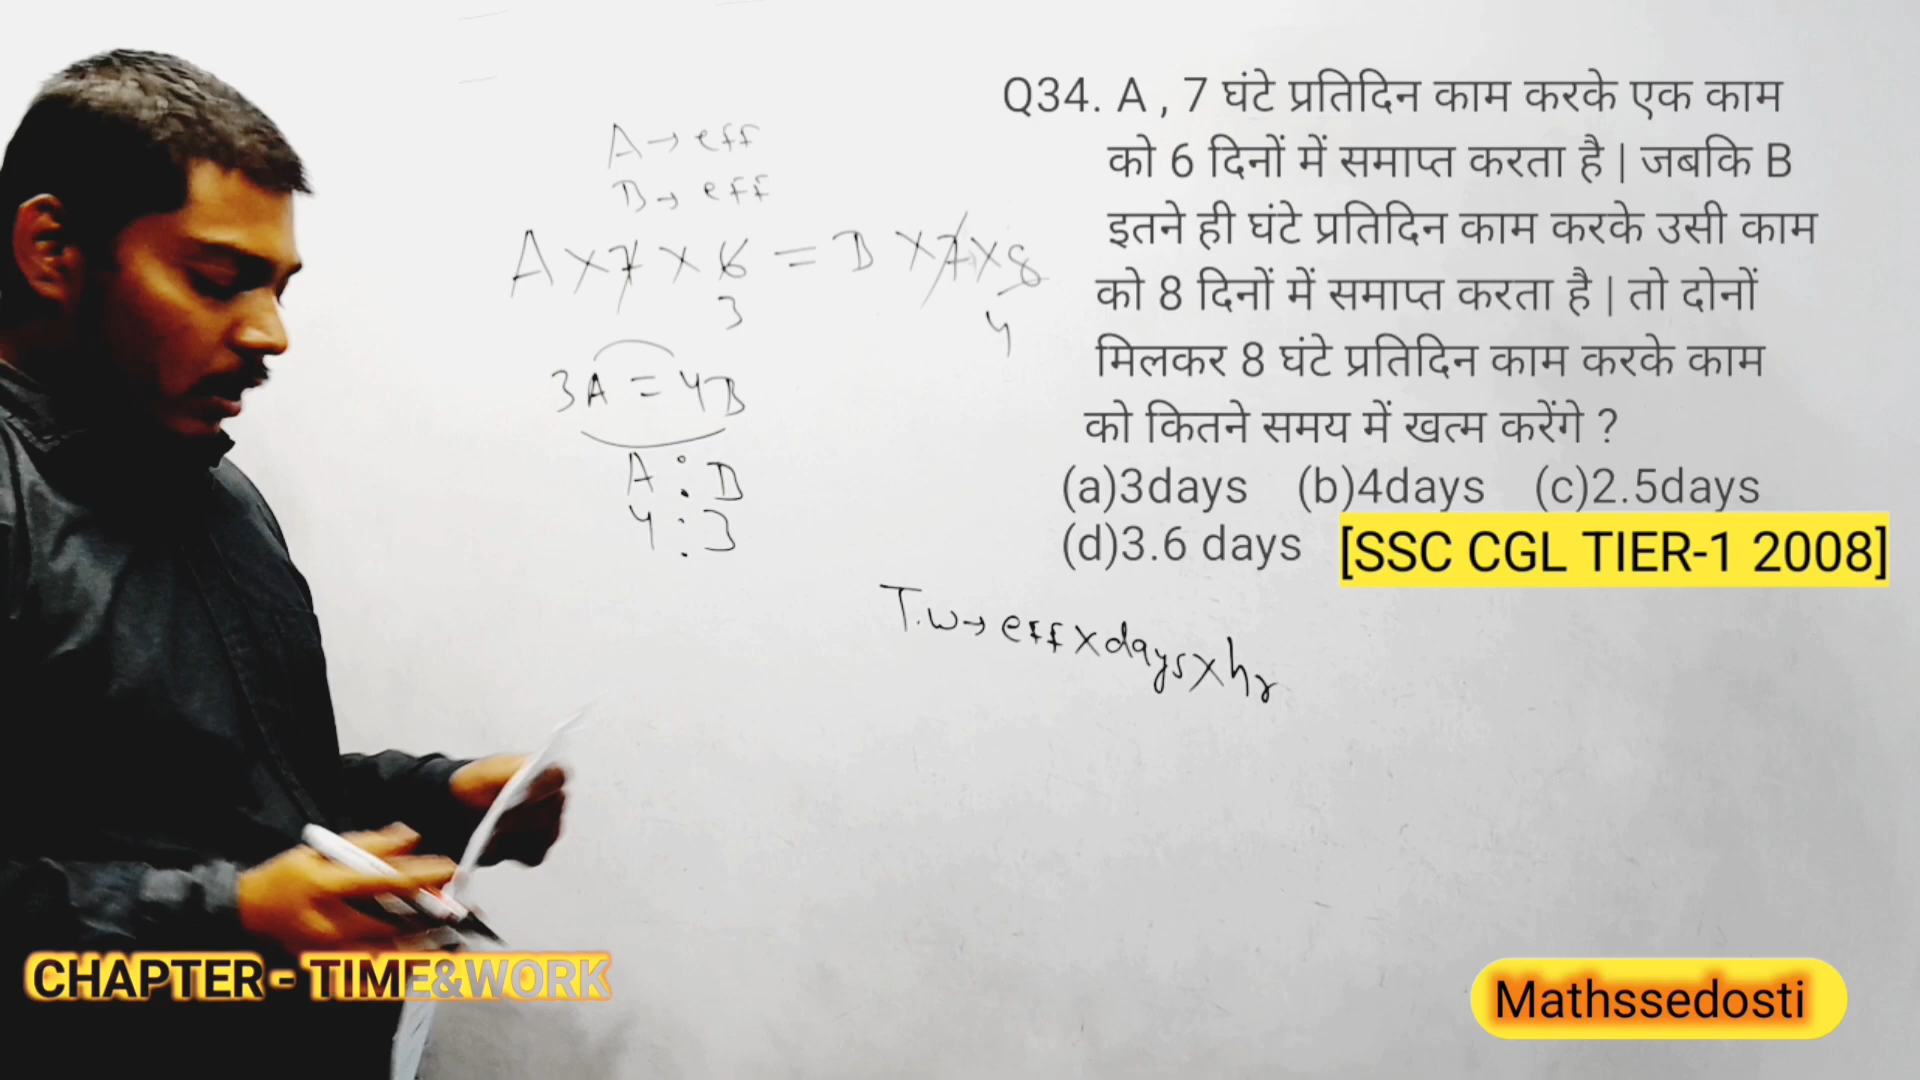 Q34. A , 7 घंटे प्रतिदिन काम करके एक काम
को 6 दिनों में समाप्त करता है | जबकि B
इतने ही घंटे प्रतिदिन काम करके उसी काम
को 8 दिनों में समाप्त करता है | तो दोनों
मिलकर 8 घंटे प्रतिदिन काम करके काम
को कितने समय में खत्म करेंगे ?
(a)3days (b)4days (c)2.5days
(d)3.6 days [SSC CGL TIER-1 2008]
A → eff
B → eff
A × 7 × 6 = B × 7 × 8
3 4
3A = 4B
A : B
4 : 3
T.W → eff × days × hr
CHAPTER - TIME&WORK
Mathssedosti